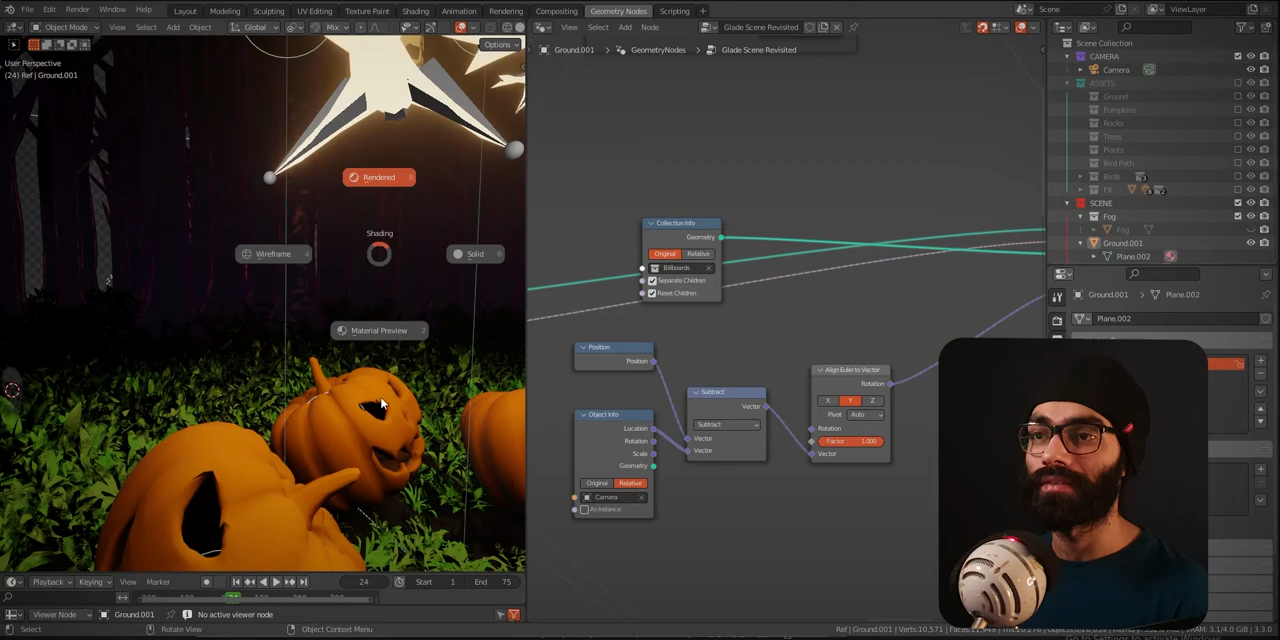 File Edit Render Window Help Layout Modeling Sculpting UV Editing Texture Paint Shading Animation Rendering Compositing Geometry Nodes Scripting + Scene ViewLayer
Object Mode View Select Add Object Global Mix View Select Add Node Glade Scene Revisited
Options
User Perspective
(24) Ref | Ground.001
Ground.001 > GeometryNodes > Glade Scene Revisited
Rendered 8
Shading
Wireframe 4
Solid 6
Material Preview 2
Collection Info
Geometry
Original Relative
Billboards
Separate Children
Reset Children
Position
Position
Object Info
Location
Rotation
Scale
Geometry
Original Relative
Camera
As Instance
Subtract
Vector
Subtract
Vector
Vector
Align Euler to Vector
Rotation
X Y Z
Pivot Auto
Rotation
Factor 1.000
Vector
Scene Collection
CAMERA
Camera
ASSETS
Ground
Pumpkins
Rocks
Trees
Plants
Bird Path
Birds 3
FX
SCENE
Fog
Fog
Ground.001
Plane.002
Ground.001 > Plane.002
Plane.002
Playback Keying View Marker 24 Start 1 End 75
Viewer Node Ground.001 No active viewer node
Select Rotate View Object Context Menu